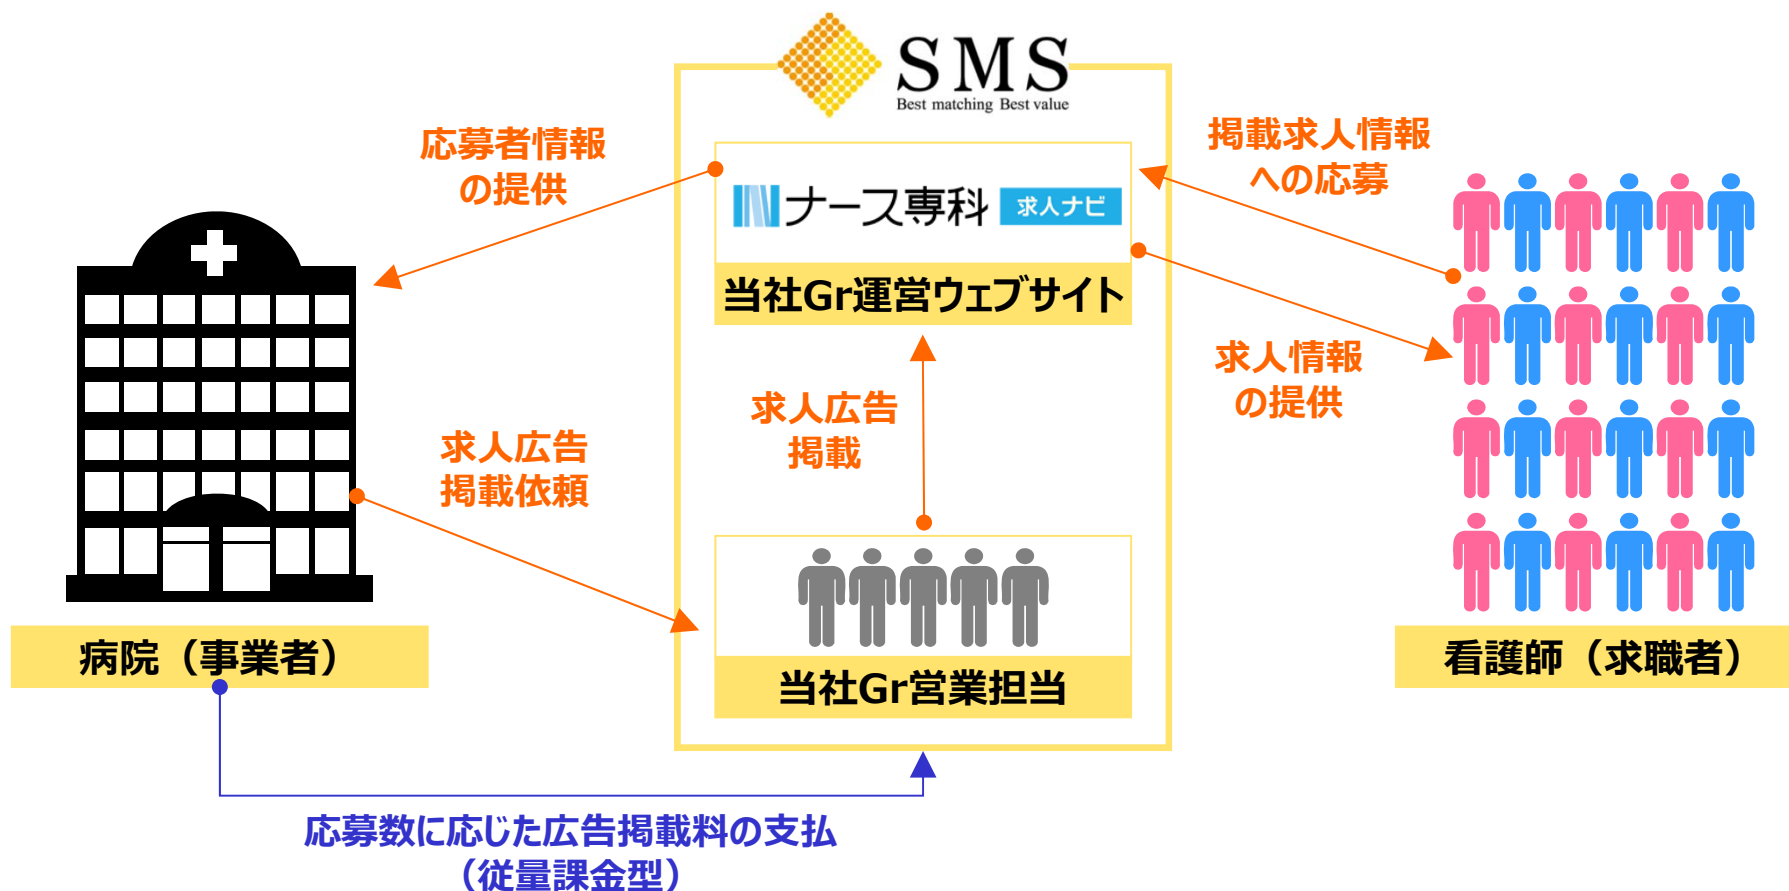 SMS
Best matching Best value
応募者情報
の提供
掲載求人情報
への応募
ナース専科 求人ナビ
当社Gr運営ウェブサイト
求人情報
の提供
求人広告
掲載
求人広告
掲載依頼
病院（事業者）
当社Gr営業担当
看護師（求職者）
応募数に応じた広告掲載料の支払
（従量課金型）